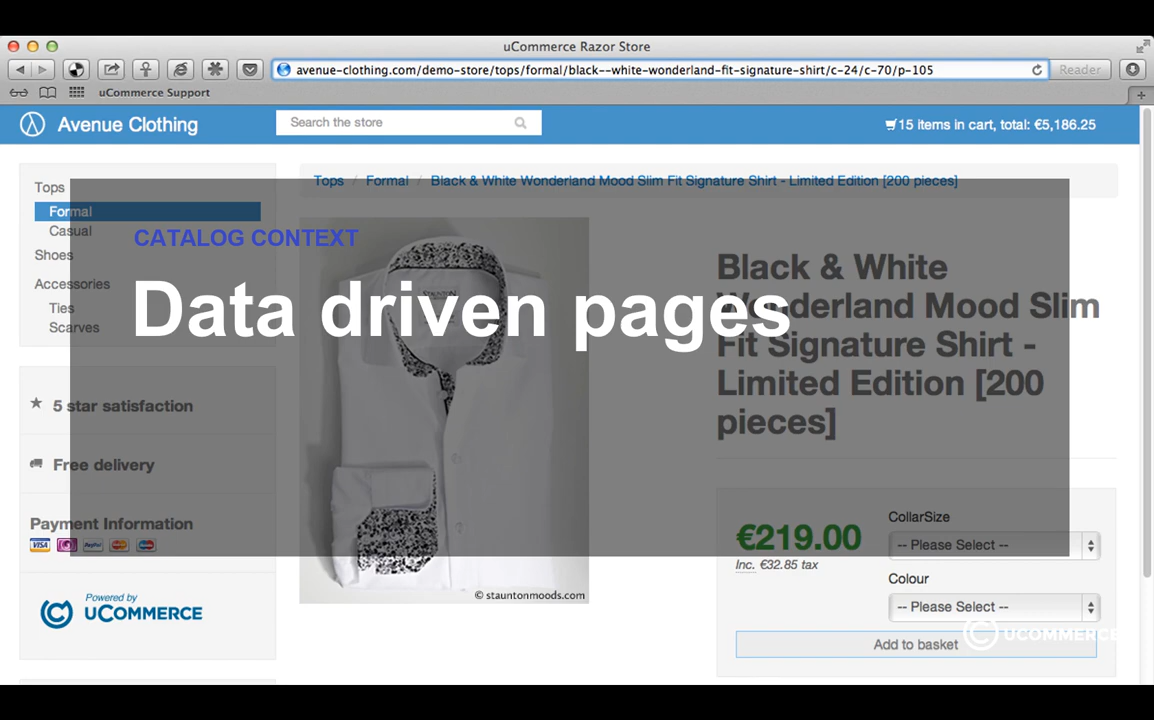 uCommerce Razor Store
avenue-clothing.com/demo-store/tops/formal/black--white-wonderland-fit-signature-shirt/c-24/c-70/p-105
Reader
uCommerce Support
Avenue Clothing
Search the store
15 items in cart, total: €5,186.25
Tops
Formal
Casual
Shoes
Accessories
Ties
Scarves
5 star satisfaction
Free delivery
Payment Information
VISA
PayPal
Powered by
UCOMMERCE
Tops / Formal / Black & White Wonderland Mood Slim Fit Signature Shirt - Limited Edition [200 pieces]
CATALOG CONTEXT
Data driven pages
STAUNTON
© stauntonmoods.com
Black & White
Wonderland Mood Slim
Fit Signature Shirt -
Limited Edition [200
pieces]
€219.00
Inc. €32.85 tax
CollarSize
-- Please Select --
Colour
-- Please Select --
Add to basket
UCOMMERCE